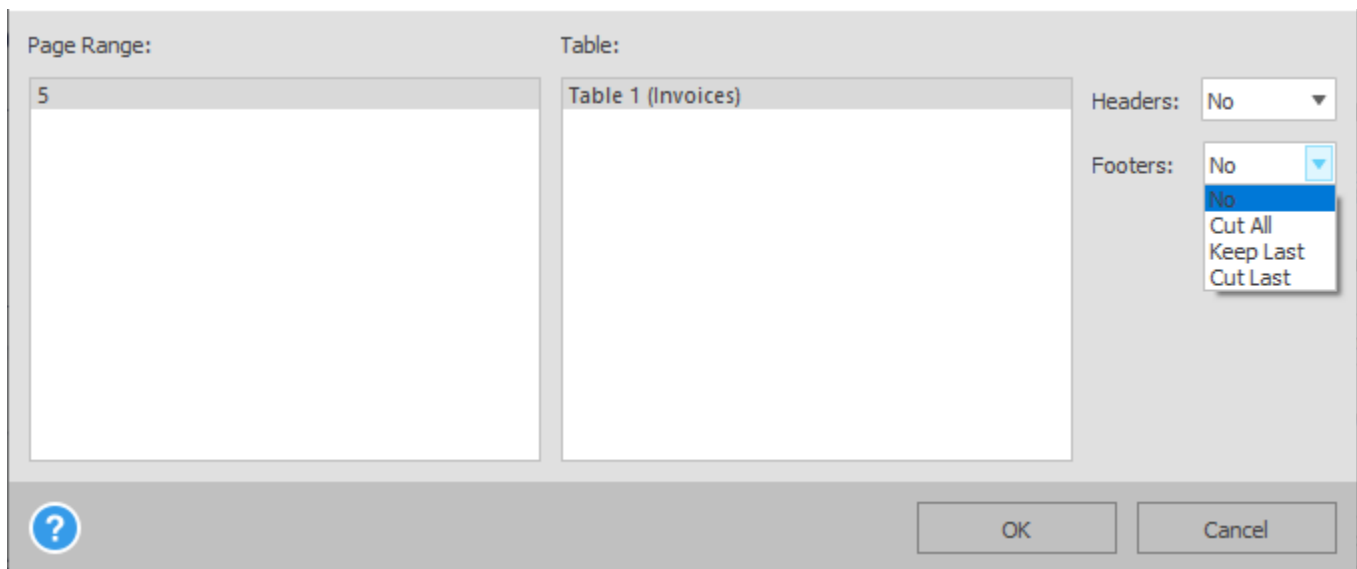 Page Range:
Table:
5
Table 1 (Invoices)
Headers:
No
Footers:
No
No
Cut All
Keep Last
Cut Last
?
OK
Cancel